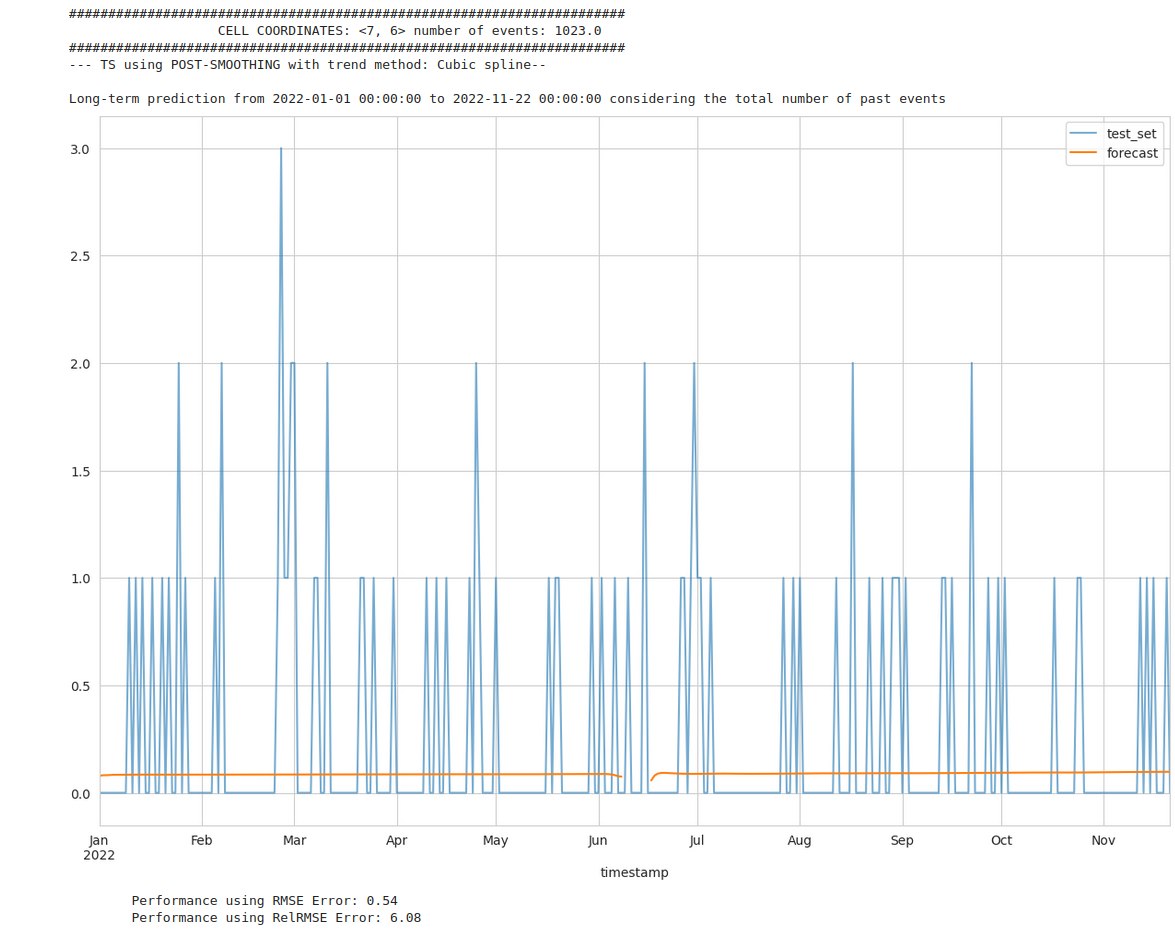 #######################################################################
CELL COORDINATES: <7, 6> number of events: 1023.0
#######################################################################
--- TS using POST-SMOOTHING with trend method: Cubic spline--
Long-term prediction from 2022-01-01 00:00:00 to 2022-11-22 00:00:00 considering the total number of past events
test_set
forecast
3.0
2.5
2.0
1.5
1.0
0.5
0.0
Jan Feb Mar Apr May Jun Jul Aug Sep Oct Nov
2022
timestamp
Performance using RMSE Error: 0.54
Performance using RelRMSE Error: 6.08